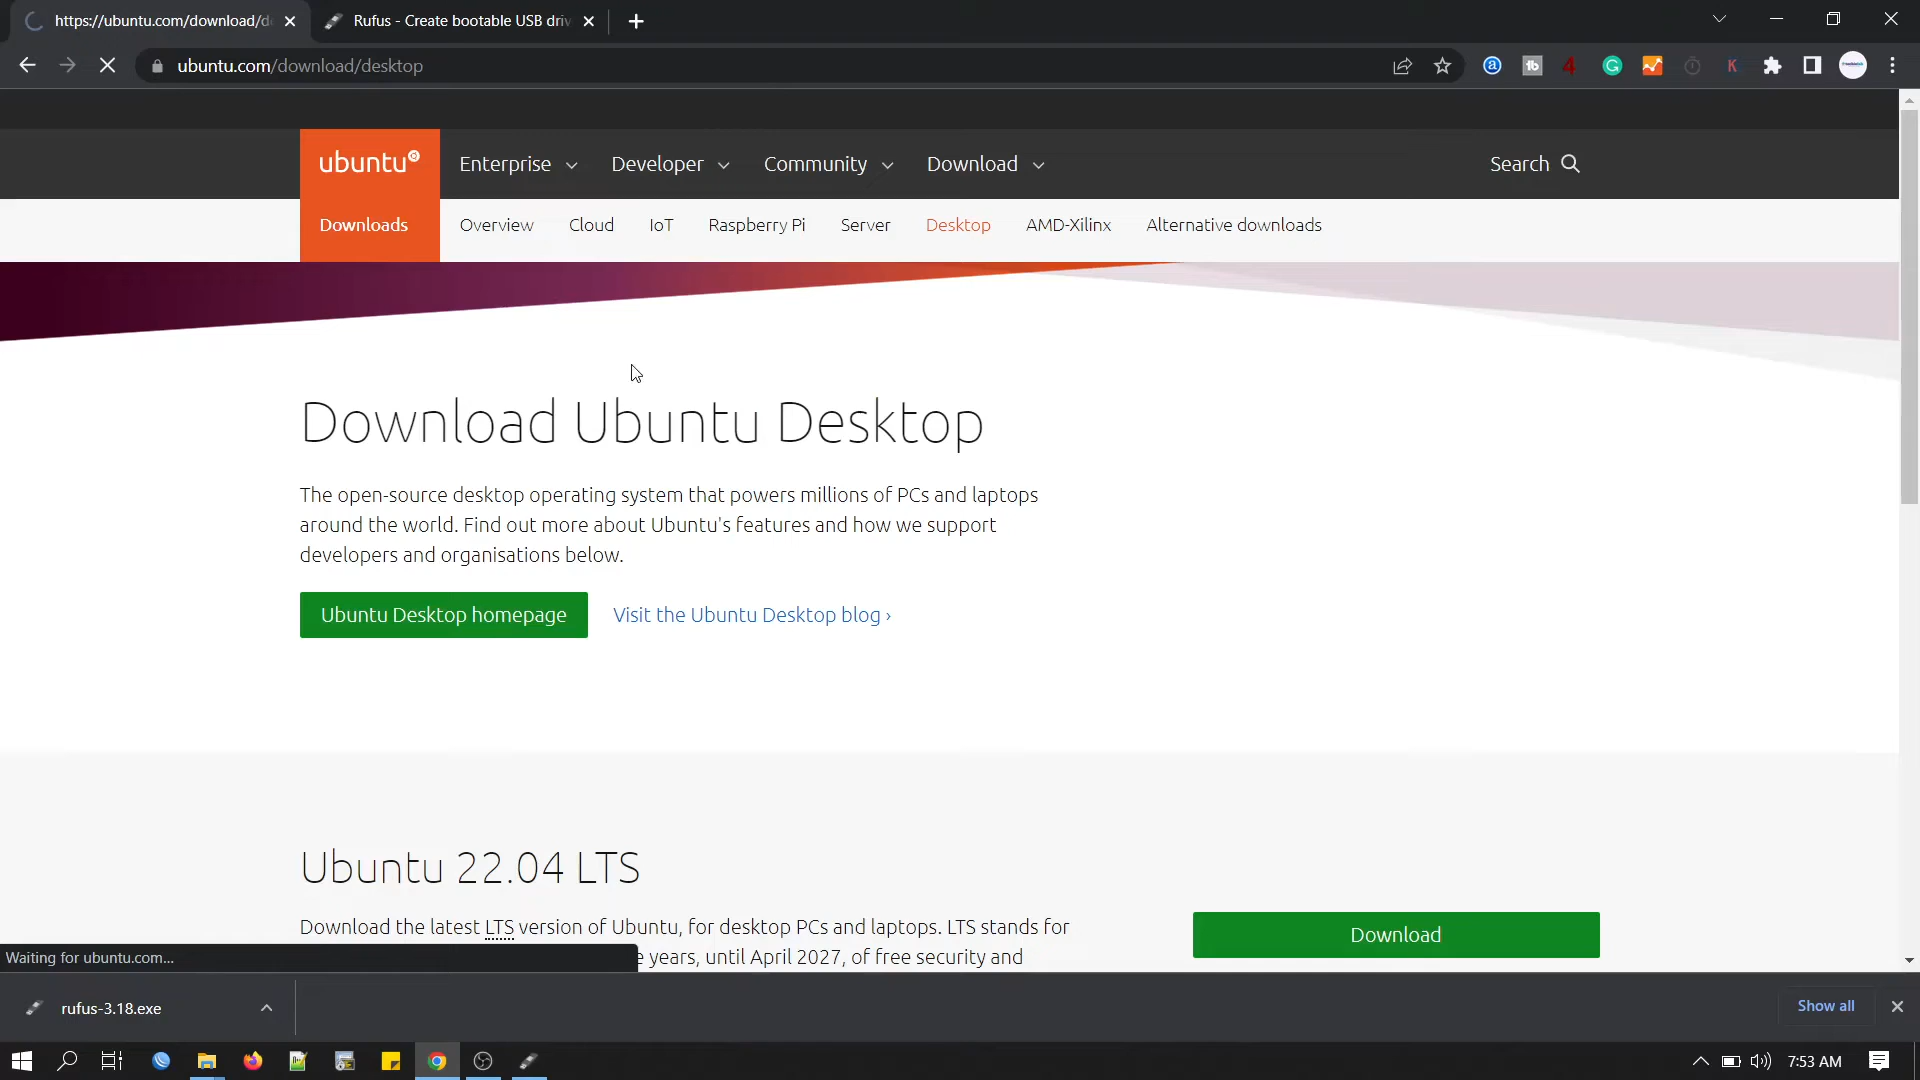 https://ubuntu.com/download/d
Rufus - Create bootable USB driv
ubuntu.com/download/desktop
ubuntu
Enterprise
Developer
Community
Download
Search
Downloads
Overview
Cloud
IoT
Raspberry Pi
Server
Desktop
AMD-Xilinx
Alternative downloads
Download Ubuntu Desktop
The open-source desktop operating system that powers millions of PCs and laptops
around the world. Find out more about Ubuntu's features and how we support
developers and organisations below.
Ubuntu Desktop homepage
Visit the Ubuntu Desktop blog ›
Ubuntu 22.04 LTS
Download the latest LTS version of Ubuntu, for desktop PCs and laptops. LTS stands for
years, until April 2027, of free security and
Download
Waiting for ubuntu.com...
rufus-3.18.exe
Show all
7:53 AM